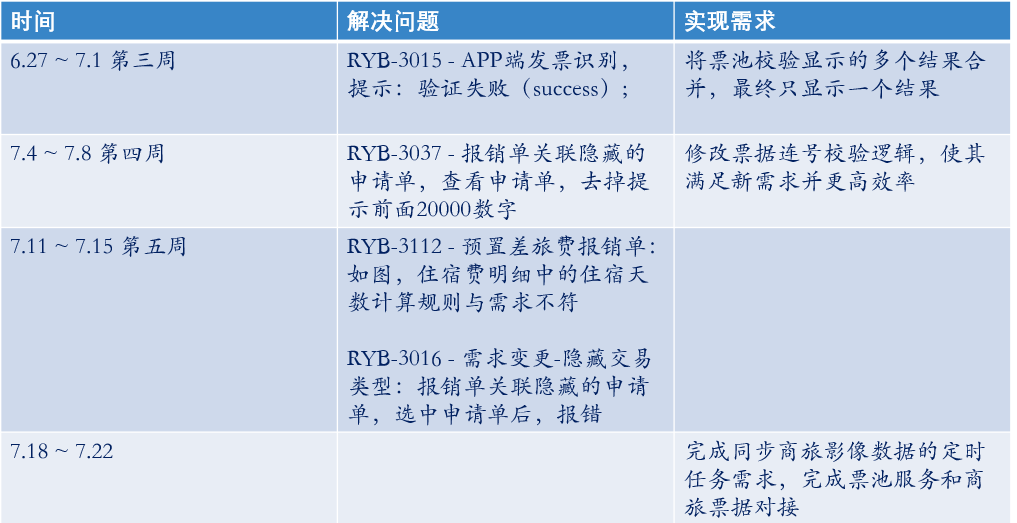 时间
解决问题
实现需求
6.27 ~ 7.1 第三周
RYB-3015 - APP端发票识别，
提示：验证失败（success）;
将票池校验显示的多个结果合
并，最终只显示一个结果
7.4 ~ 7.8 第四周
RYB-3037 - 报销单关联隐藏的
申请单，查看申请单，去掉提
示前面20000数字
修改票据连号校验逻辑，使其
满足新需求并更高效率
7.11 ~ 7.15 第五周
RYB-3112 - 预置差旅费报销单：
如图，住宿费明细中的住宿天
数计算规则与需求不符
RYB-3016 - 需求变更-隐藏交易
类型：报销单关联隐藏的申请
单，选中申请单后，报错
7.18 ~ 7.22
完成同步商旅影像数据的定时
任务需求，完成票池服务和商
旅票据对接